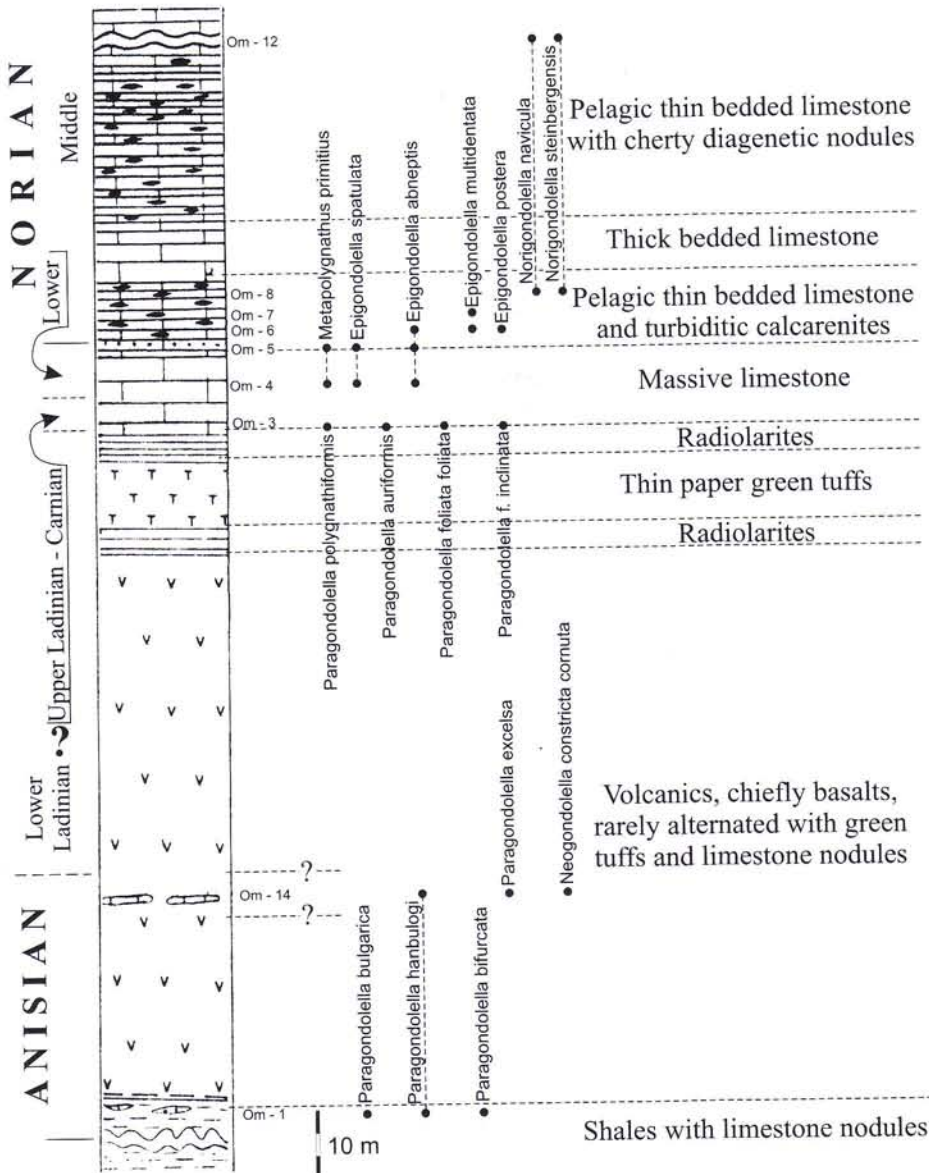 NORIAN
Middle
Lower
Upper Ladinian - Carnian
Lower
Ladinian
?
ANISIAN
Om - 12
Om - 8
Om - 7
Om - 6
Om - 5
Om - 4
Om - 3
Om - 14
Om - 1
?
?
Metapolygnathus primitius
Epigondolella spatulata
Epigondolella abneptis
Epigondolella multidentata
Epigondolella postera
Norigondolella navicula
Norigondolella steinbergensis
Paragondolella polygnathiformis
Paragondolella auriformis
Paragondolella foliata foliata
Paragondolella f. inclinata
Paragondolella excelsa
Neogondolella constricta cornuta
Paragondolella bulgarica
Paragondolella hanbulogi
Paragondolella bifurcata
Pelagic thin bedded limestone
with cherty diagenetic nodules
Thick bedded limestone
Pelagic thin bedded limestone
and turbiditic calcarenites
Massive limestone
Radiolarites
Thin paper green tuffs
Radiolarites
Volcanics, chiefly basalts,
rarely alternated with green
tuffs and limestone nodules
Shales with limestone nodules
10 m